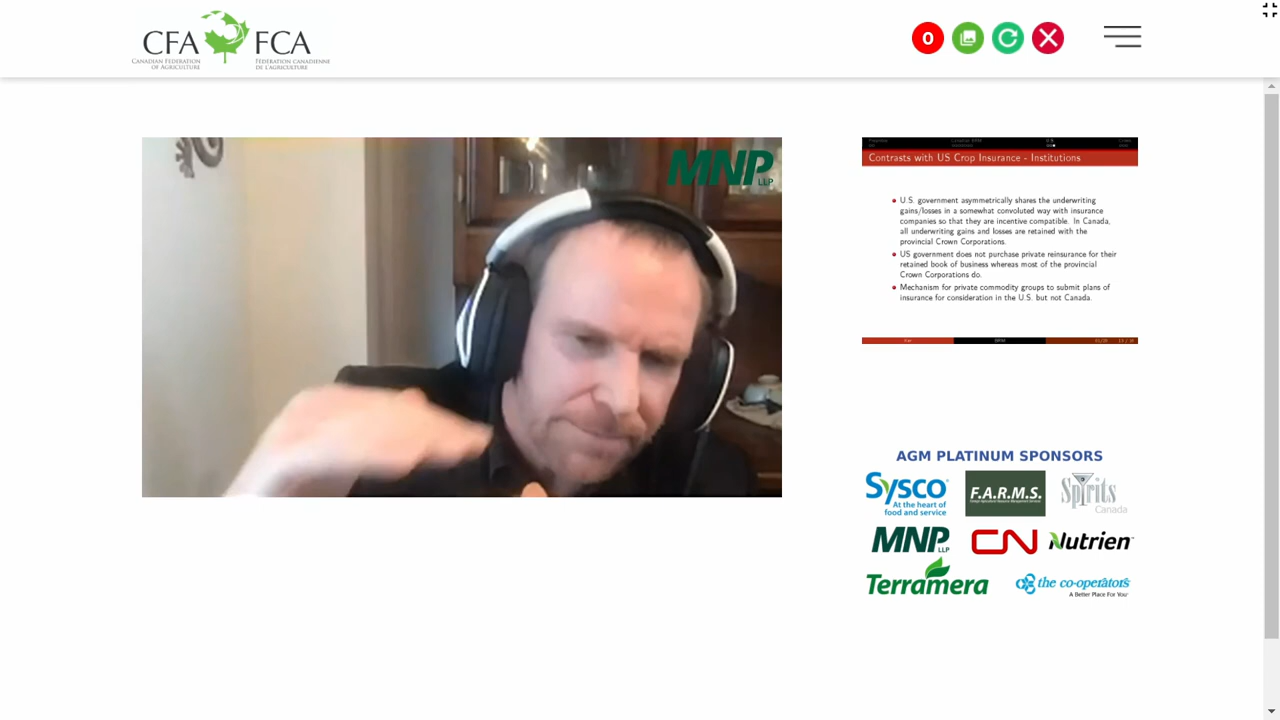 CFA FCA
CANADIAN FEDERATION
OF AGRICULTURE
FÉDÉRATION CANADIENNE
DE L'AGRICULTURE
0
MNP
LLP
Contrasts with US Crop Insurance - Institutions
U.S. government asymmetrically shares the underwriting
gains/losses in a somewhat convoluted way with insurance
companies so that they are incentive compatible. In Canada,
all underwriting gains and losses are retained with the
provincial Crown Corporations.
US government does not purchase private reinsurance for their
retained book of business whereas most of the provincial
Crown Corporations do.
Mechanism for private commodity groups to submit plans of
insurance for consideration in the U.S. but not Canada.
AGM PLATINUM SPONSORS
Sysco
At the heart of
food and service
F.A.R.M.S.
Spirits
Canada
MNP
LLP
CN
Nutrien
Terramera
the co-operators
A Better Place For You